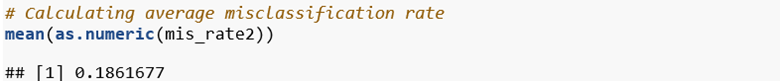 # Calculating average misclassification rate
mean(as.numeric(mis_rate2))
## [1] 0.1861677